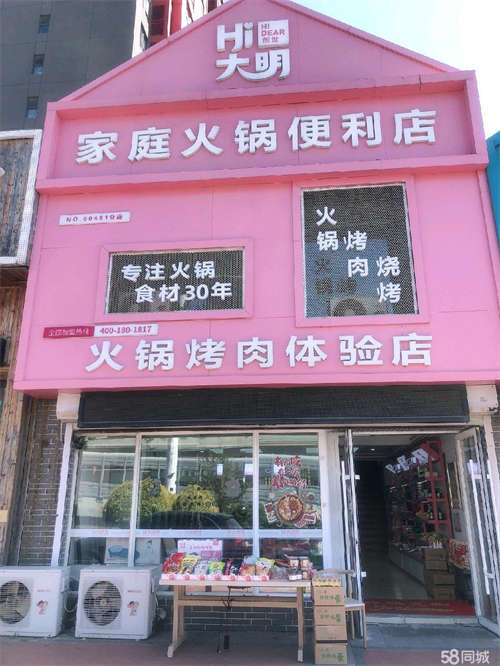 Hi
HI
DEAR
大明
家庭火锅便利店
专注火锅
食材30年
火
锅烤
肉烧
烤
400-180-1817
火锅烤肉体验店
58同城